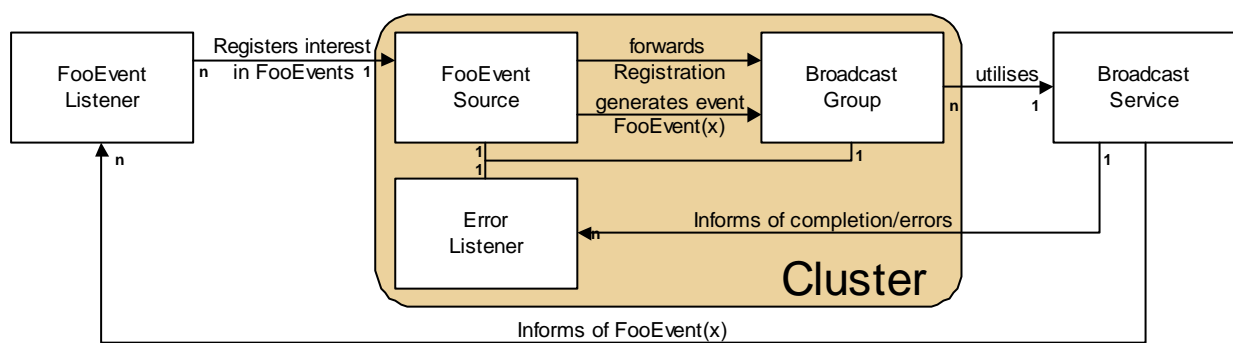 FooEvent
Listener
n
Registers interest
in FooEvents
1
FooEvent
Source
forwards
Registration
generates event
FooEvent(x)
Broadcast
Group
n
utilises
1
Broadcast
Service
n
1
1
1
1
Error
Listener
n
Informs of completion/errors
Cluster
Informs of FooEvent(x)